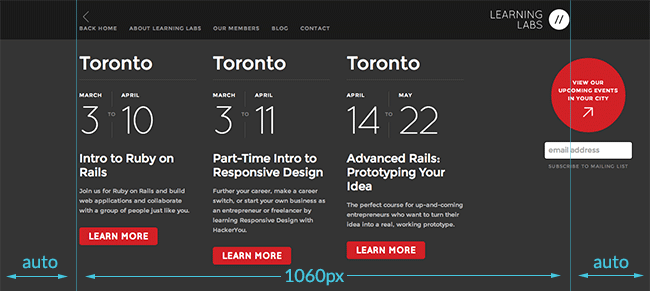 LEARNING
LABS
//
BACK HOME ABOUT LEARNING LABS OUR MEMBERS BLOG CONTACT
Toronto
MARCH APRIL
3 TO 10
Intro to Ruby on
Rails
Join us for Ruby on Rails and build
web applications and collaborate
with a group of people just like you.
LEARN MORE
Toronto
MARCH APRIL
3 TO 11
Part-Time Intro to
Responsive Design
Further your career, make a career
switch, or start your own business as
an entrepreneur or freelancer by
learning Responsive Design with
HackerYou.
LEARN MORE
Toronto
APRIL MAY
14 TO 22
Advanced Rails:
Prototyping Your
Idea
The perfect course for up-and-coming
entrepreneurs who want to turn their
idea into a real, working prototype.
LEARN MORE
VIEW OUR
UPCOMING EVENTS
IN YOUR CITY
email address
SUBSCRIBE TO MAILING LIST
auto
1060px
auto